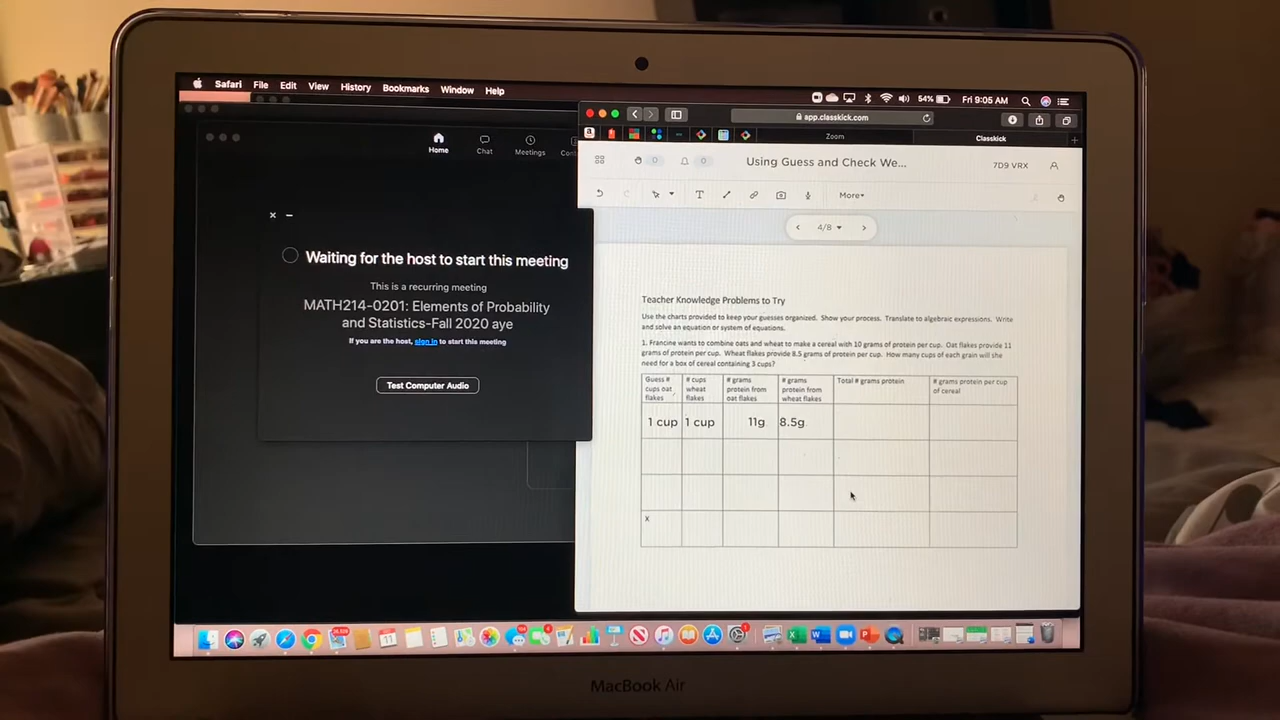 Safari File Edit View History Bookmarks Window Help
54% Fri 9:05 AM
app.classkick.com
Zoom
Classkick
Home
Chat
Meetings
0
0
Using Guess and Check We...
7D9 VRX
T
More
4/8
Waiting for the host to start this meeting
This is a recurring meeting
MATH214-0201: Elements of Probability
and Statistics-Fall 2020 aye
If you are the host, sign in to start this meeting
Test Computer Audio
Teacher Knowledge Problems to Try
Use the charts provided to keep your guesses organized. Show your process. Translate to algebraic expressions. Write
and solve an equation or system of equations.
1. Francine wants to combine oats and wheat to make a cereal with 10 grams of protein per cup. Oat flakes provide 11
grams of protein per cup. Wheat flakes provide 8.5 grams of protein per cup. How many cups of each grain will she
need for a box of cereal containing 3 cups?
Guess #
cups oat
flakes
# cups
wheat
flakes
# grams
protein from
oat flakes
# grams
protein from
wheat flakes
Total # grams protein
# grams protein per cup
of cereal
1 cup
1 cup
11g
8.5g
x
MacBook Air